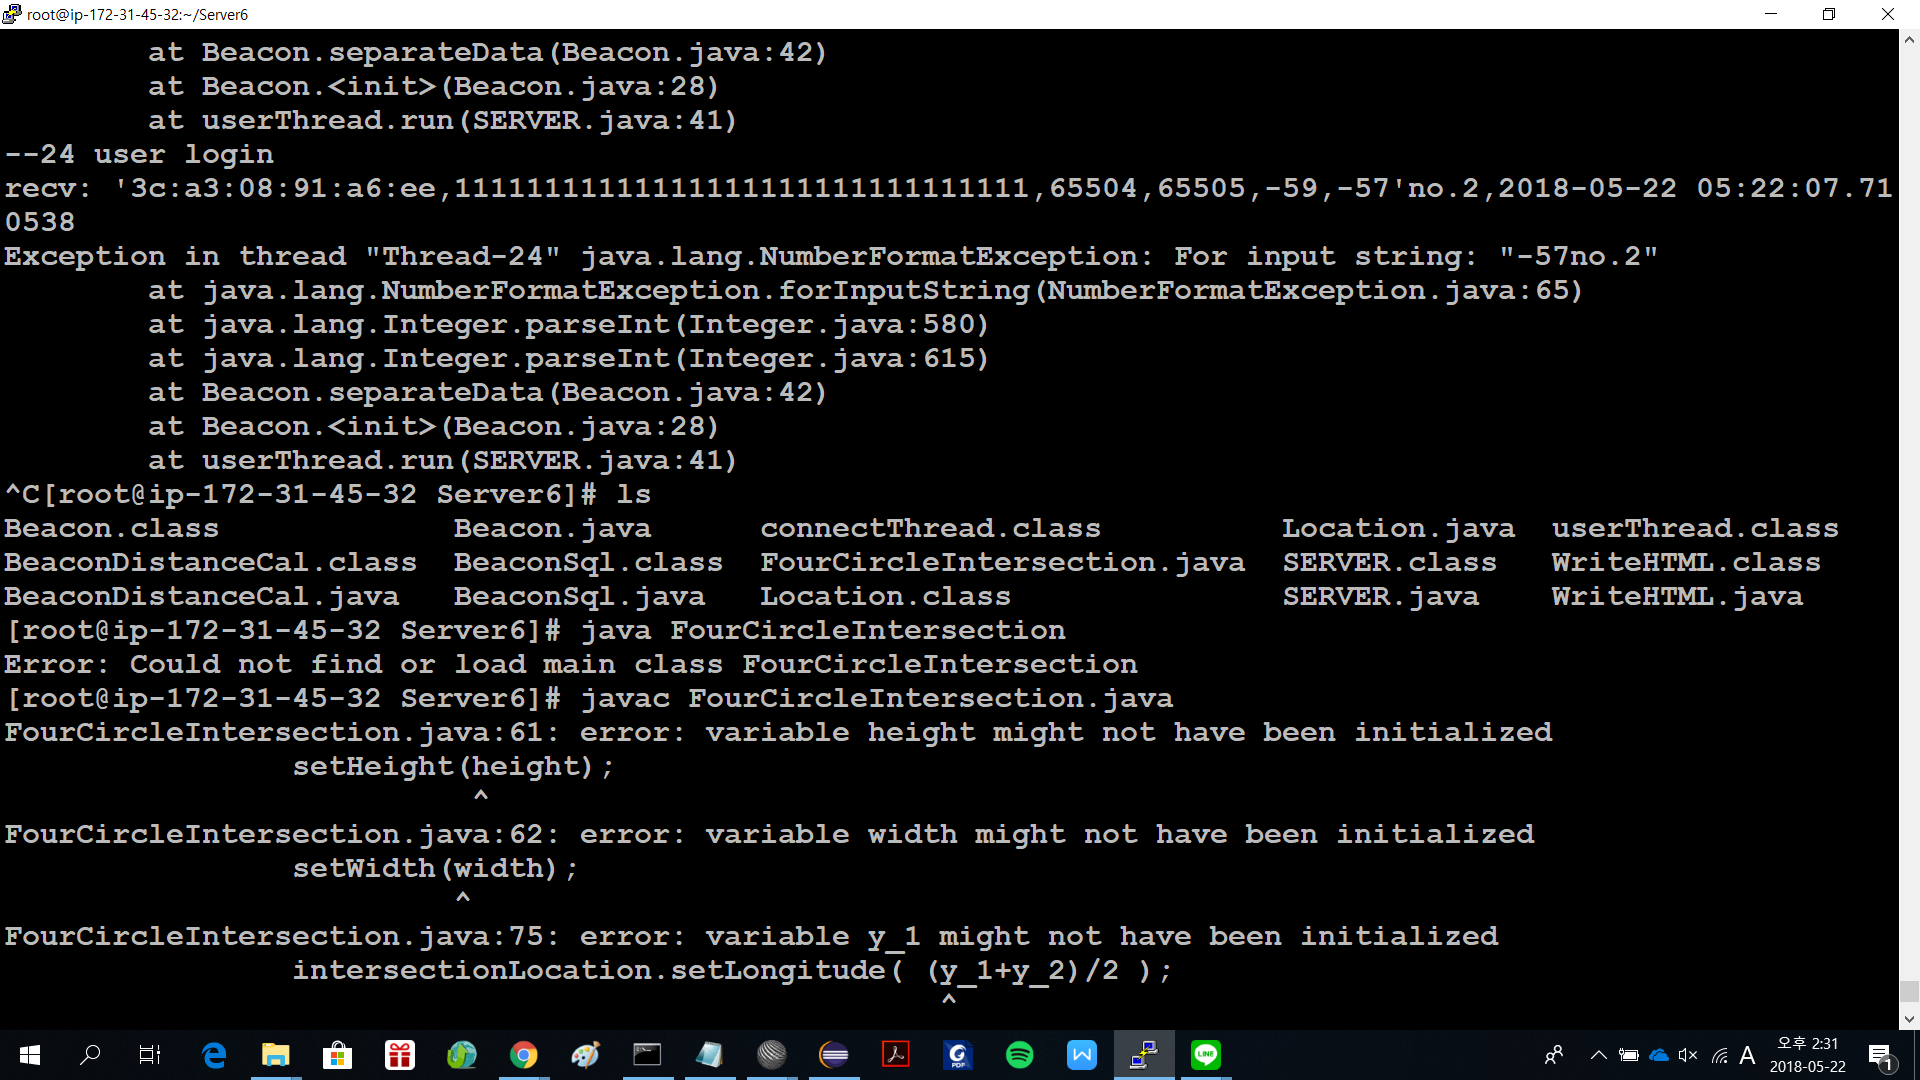 root@ip-172-31-45-32:~/Server6
        at Beacon.separateData(Beacon.java:42)
        at Beacon.<init>(Beacon.java:28)
        at userThread.run(SERVER.java:41)
--24 user login
recv: '3c:a3:08:91:a6:ee,11111111111111111111111111111111,65504,65505,-59,-57'no.2,2018-05-22 05:22:07.71
0538
Exception in thread "Thread-24" java.lang.NumberFormatException: For input string: "-57no.2"
        at java.lang.NumberFormatException.forInputString(NumberFormatException.java:65)
        at java.lang.Integer.parseInt(Integer.java:580)
        at java.lang.Integer.parseInt(Integer.java:615)
        at Beacon.separateData(Beacon.java:42)
        at Beacon.<init>(Beacon.java:28)
        at userThread.run(SERVER.java:41)
^C[root@ip-172-31-45-32 Server6]# ls
Beacon.class             Beacon.java      connectThread.class          Location.java  userThread.class
BeaconDistanceCal.class  BeaconSql.class  FourCircleIntersection.java  SERVER.class   WriteHTML.class
BeaconDistanceCal.java   BeaconSql.java   Location.class               SERVER.java    WriteHTML.java
[root@ip-172-31-45-32 Server6]# java FourCircleIntersection
Error: Could not find or load main class FourCircleIntersection
[root@ip-172-31-45-32 Server6]# javac FourCircleIntersection.java
FourCircleIntersection.java:61: error: variable height might not have been initialized
                setHeight(height);
                          ^
FourCircleIntersection.java:62: error: variable width might not have been initialized
                setWidth(width);
                         ^
FourCircleIntersection.java:75: error: variable y_1 might not have been initialized
                intersectionLocation.setLongitude( (y_1+y_2)/2 );
                                                    ^
PDF
W
LINE
A
오후 2:31
2018-05-22
1